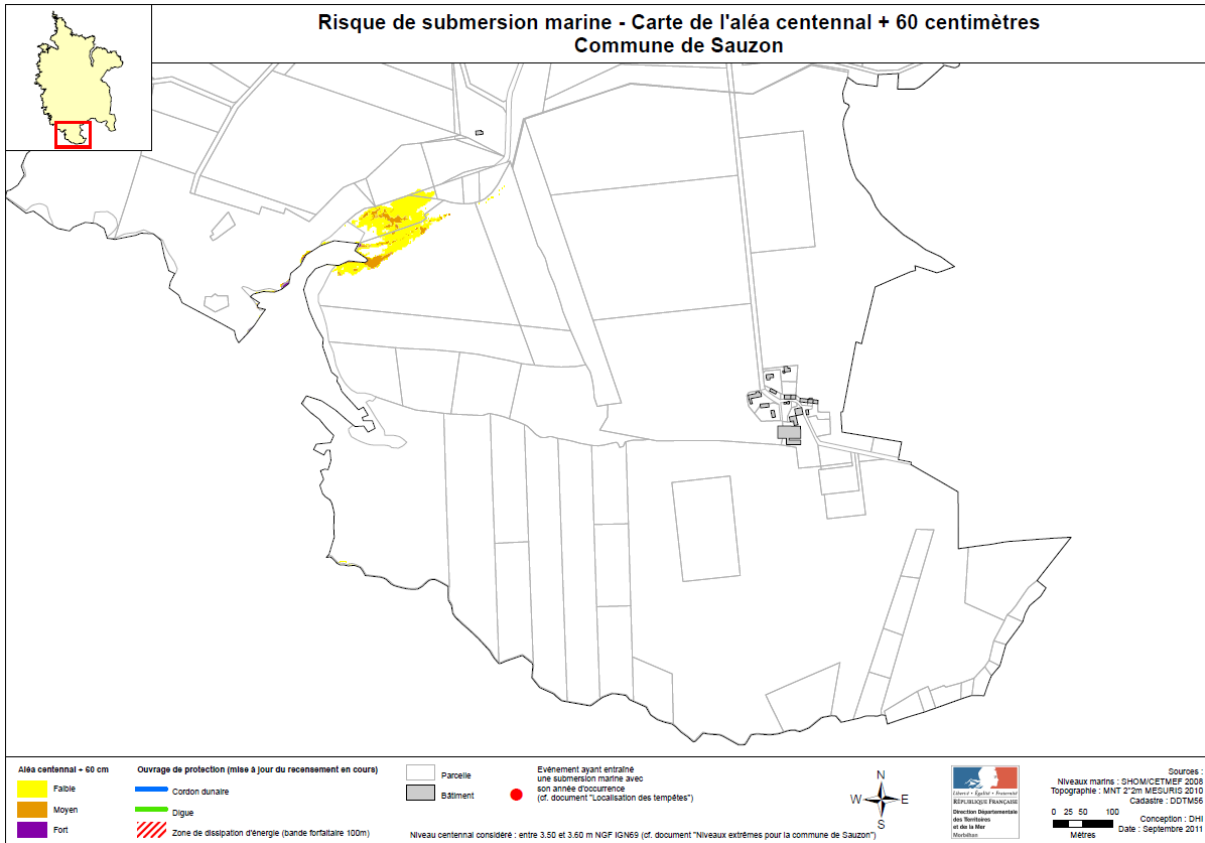 Risque de submersion marine - Carte de l'aléa centennal + 60 centimètres
Commune de Sauzon
Aléa centennal + 60 cm
Faible
Moyen
Fort
Ouvrage de protection (mise à jour du recensement en cours)
Cordon dunaire
Digue
Zone de dissipation d'énergie (bande forfaitaire 100m)
Parcelle
Bâtiment
Evènement ayant entraîné
une submersion marine avec
son année d'occurrence
(cf. document "Localisation des tempêtes")
Niveau centennal considéré : entre 3.50 et 3.60 m NGF IGN69 (cf. document "Niveaux extrêmes pour la commune de Sauzon")
N
W E
S
Liberté • Égalité • Fraternité
RÉPUBLIQUE FRANÇAISE
Direction Départementale
des Territoires
et de la Mer
Morbihan
Sources :
Niveaux marins : SHOM/CETMEF 2008
Topographie : MNT 2*2m MESURIS 2010
Cadastre : DDTM56
0 25 50 100
Mètres
Conception : DHI
Date : Septembre 2011